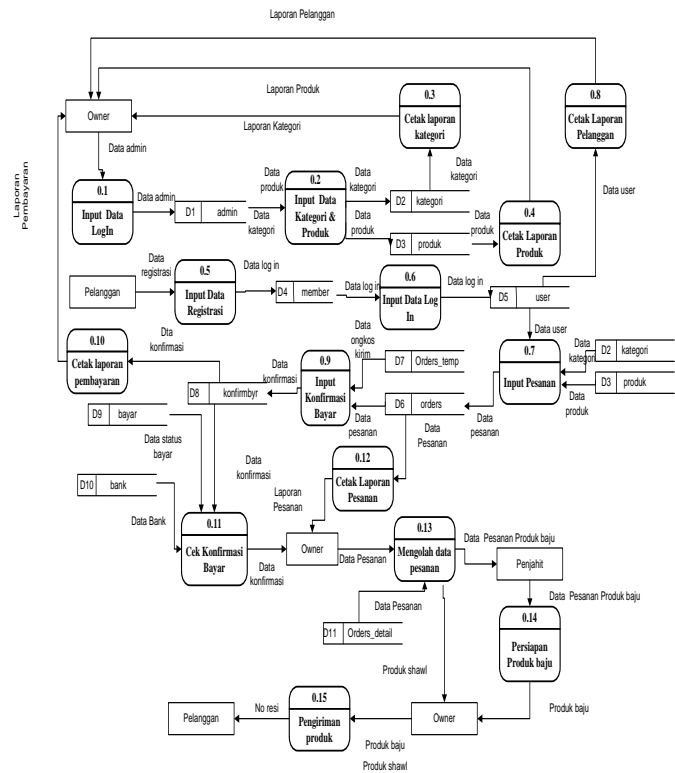 Laporan Pelanggan
Laporan Produk
Laporan Kategori
Owner
Data admin
Laporan
Pembayaran
0.3
Cetak laporan
kategori
0.8
Cetak Laporan
Pelanggan
0.1
Input Data
LogIn
Data admin
D1 admin
Data
produk
Data
kategori
0.2
Input Data
Kategori &
Produk
Data
kategori
Data
produk
Data
kategori
D2 kategori
D3 produk
Data
produk
0.4
Cetak Laporan
Produk
Data user
Pelanggan
Data
registrasi
0.5
Input Data
Registrasi
Data log in
D4 member
Data log in
0.6
Input Data Log
In
Data log in
D5 user
Data user
0.10
Cetak laporan
pembayaran
Dta
konfirmasi
D8 konfirmbyr
Data
konfirmasi
0.9
Input
Konfirmasi
Bayar
Data
ongkos
kirim
D7 Orders_temp
Data
pesanan
D6 orders
Data
Pesanan
Data
pesanan
0.7
Input Pesanan
Data
kategori
D2 kategori
D3 produk
Data
produk
D9 bayar
Data status
bayar
Data
konfirmasi
D10 bank
Data Bank
Laporan
Pesanan
0.12
Cetak Laporan
Pesanan
0.11
Cek Konfirmasi
Bayar
Data
konfirmasi
Owner
Data Pesanan
0.13
Mengolah data
pesanan
Data Pesanan Produk baju
Penjahit
Data Pesanan Produk baju
Data Pesanan
D11 Orders_detail
0.14
Persiapan
Produk baju
Produk shawl
Produk baju
Pelanggan
No resi
0.15
Pengiriman
produk
Owner
Produk baju
Produk shawl